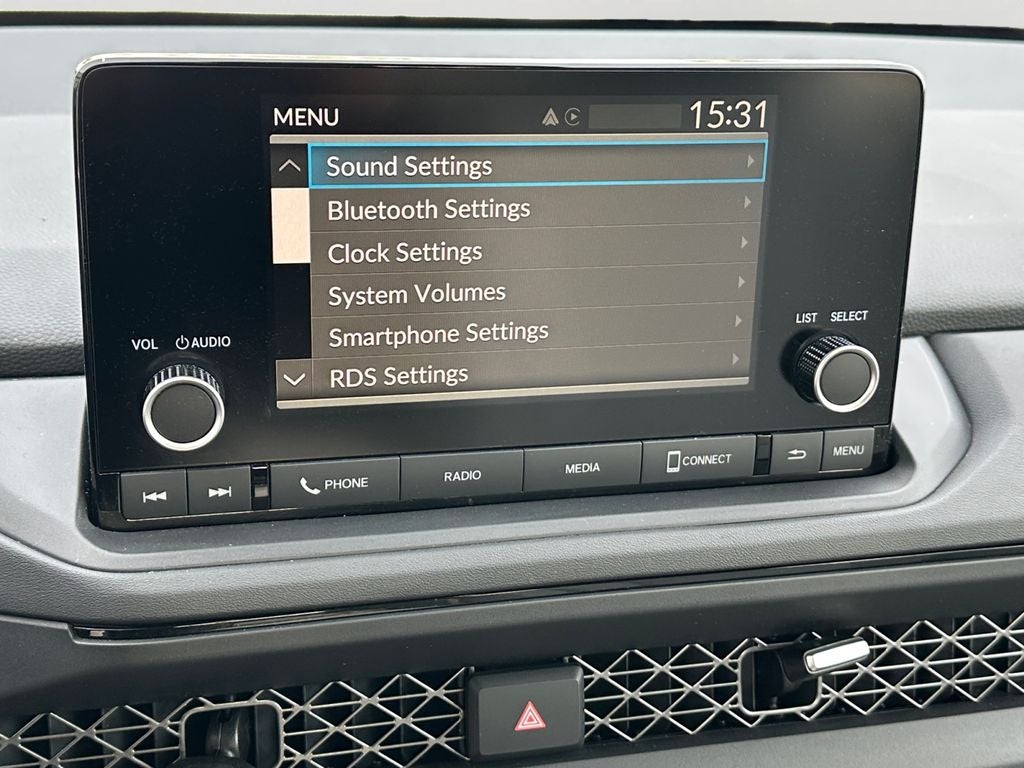 MENU 15:31
Sound Settings
Bluetooth Settings
Clock Settings
System Volumes
Smartphone Settings
RDS Settings
VOL AUDIO
LIST SELECT
PHONE RADIO MEDIA CONNECT MENU